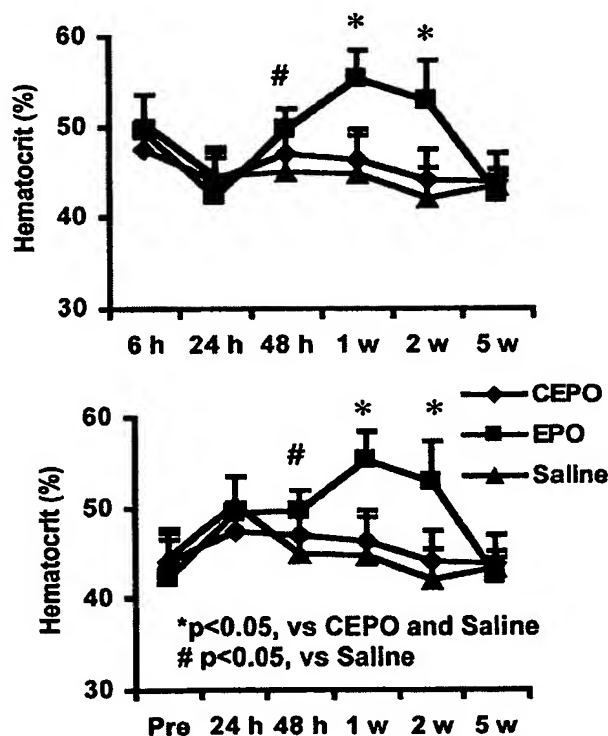 60
50
40
30
Hematocrit (%)
*
*
#
6 h 24 h 48 h 1 w 2 w 5 w
CEPO
EPO
Saline
60
50
40
30
Hematocrit (%)
*
*
#
*p<0.05, vs CEPO and Saline
# p<0.05, vs Saline
Pre 24 h 48 h 1 w 2 w 5 w